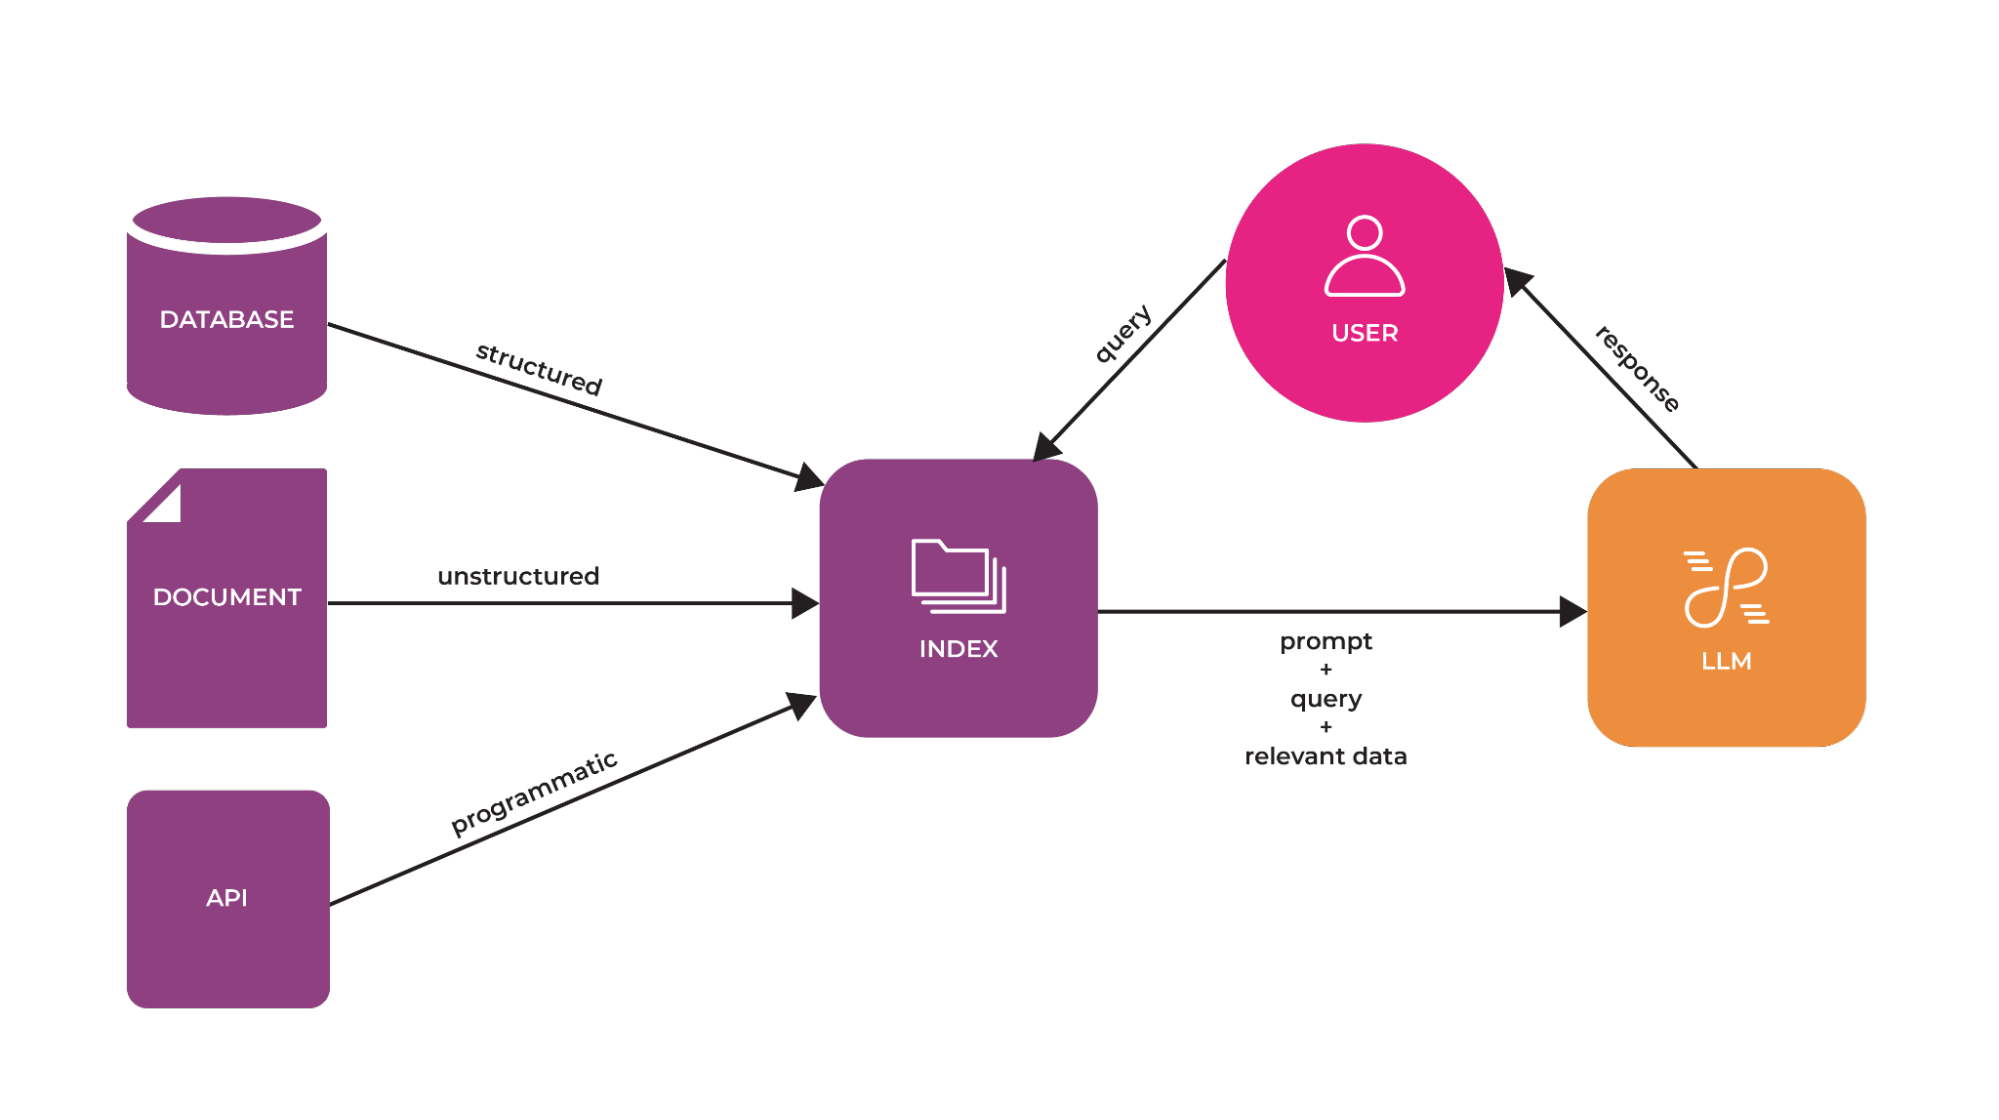 DATABASE
structured
DOCUMENT
unstructured
API
programmatic
INDEX
query
USER
response
prompt
+
query
+
relevant data
LLM